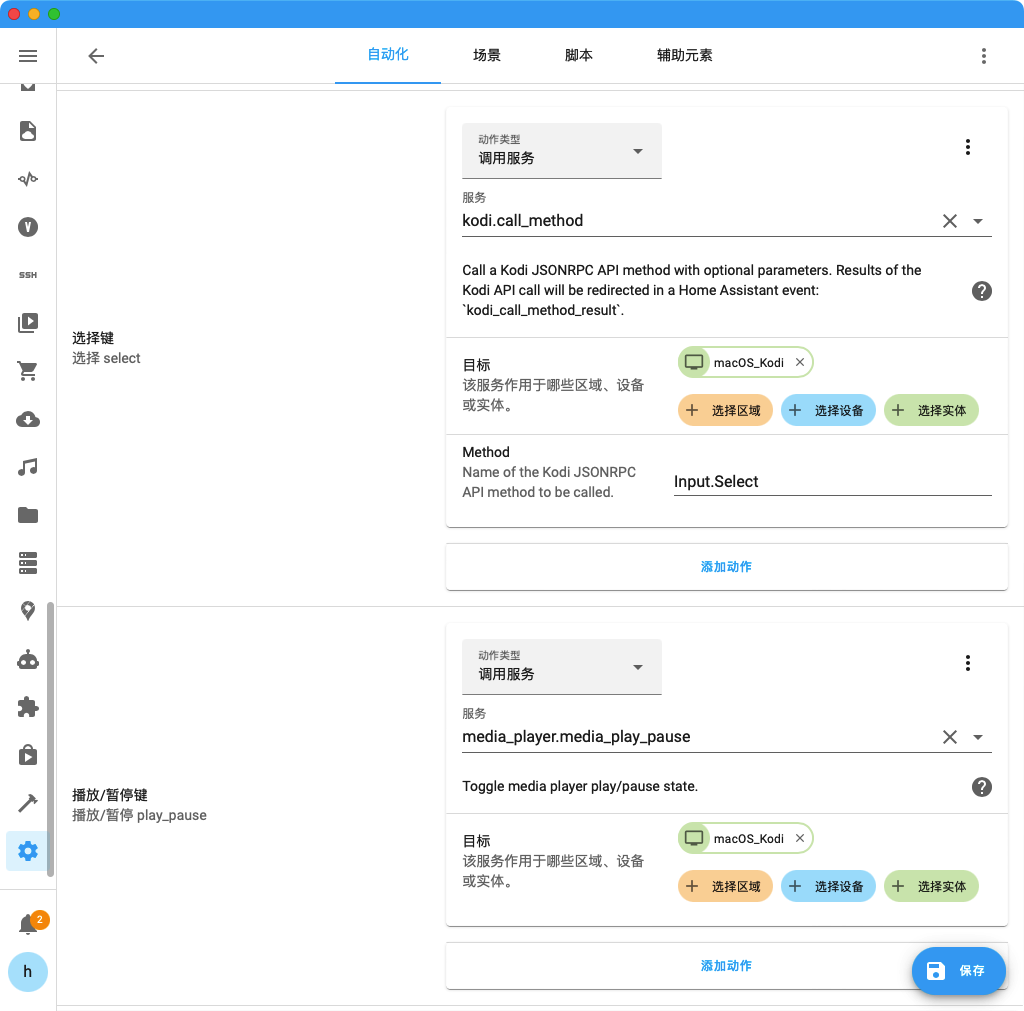 自动化
场景
脚本
辅助元素
V
SSH
2
h
选择键
选择 select
动作类型
调用服务
服务
kodi.call_method
Call a Kodi JSONRPC API method with optional parameters. Results of the
Kodi API call will be redirected in a Home Assistant event:
`kodi_call_method_result`.
目标
该服务作用于哪些区域、设备
或实体。
macOS_Kodi
选择区域
选择设备
选择实体
Method
Name of the Kodi JSONRPC
API method to be called.
Input.Select
添加动作
播放/暂停键
播放/暂停 play_pause
动作类型
调用服务
服务
media_player.media_play_pause
Toggle media player play/pause state.
目标
该服务作用于哪些区域、设备
或实体。
macOS_Kodi
选择区域
选择设备
选择实体
添加动作
保存